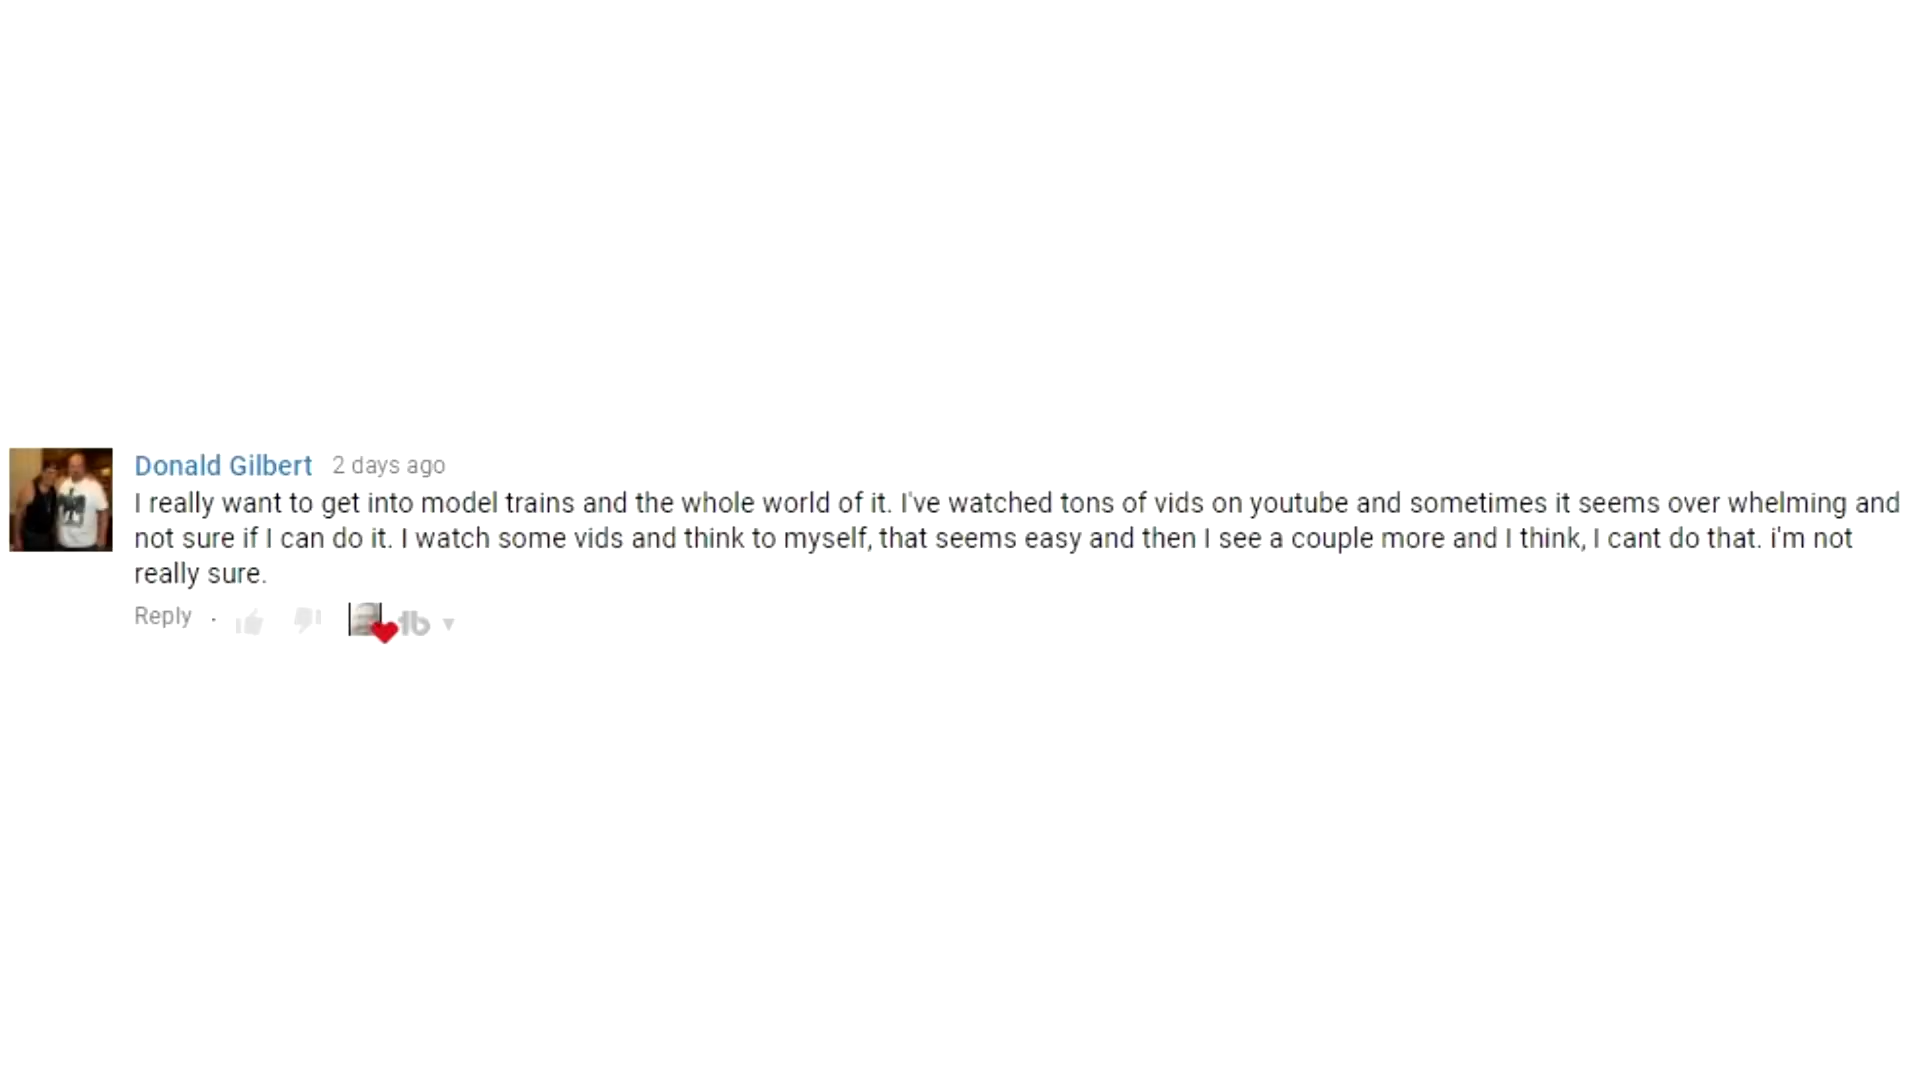 Donald Gilbert 2 days ago
I really want to get into model trains and the whole world of it. I've watched tons of vids on youtube and sometimes it seems over whelming and
not sure if I can do it. I watch some vids and think to myself, that seems easy and then I see a couple more and I think, I cant do that. i'm not
really sure.
Reply ·